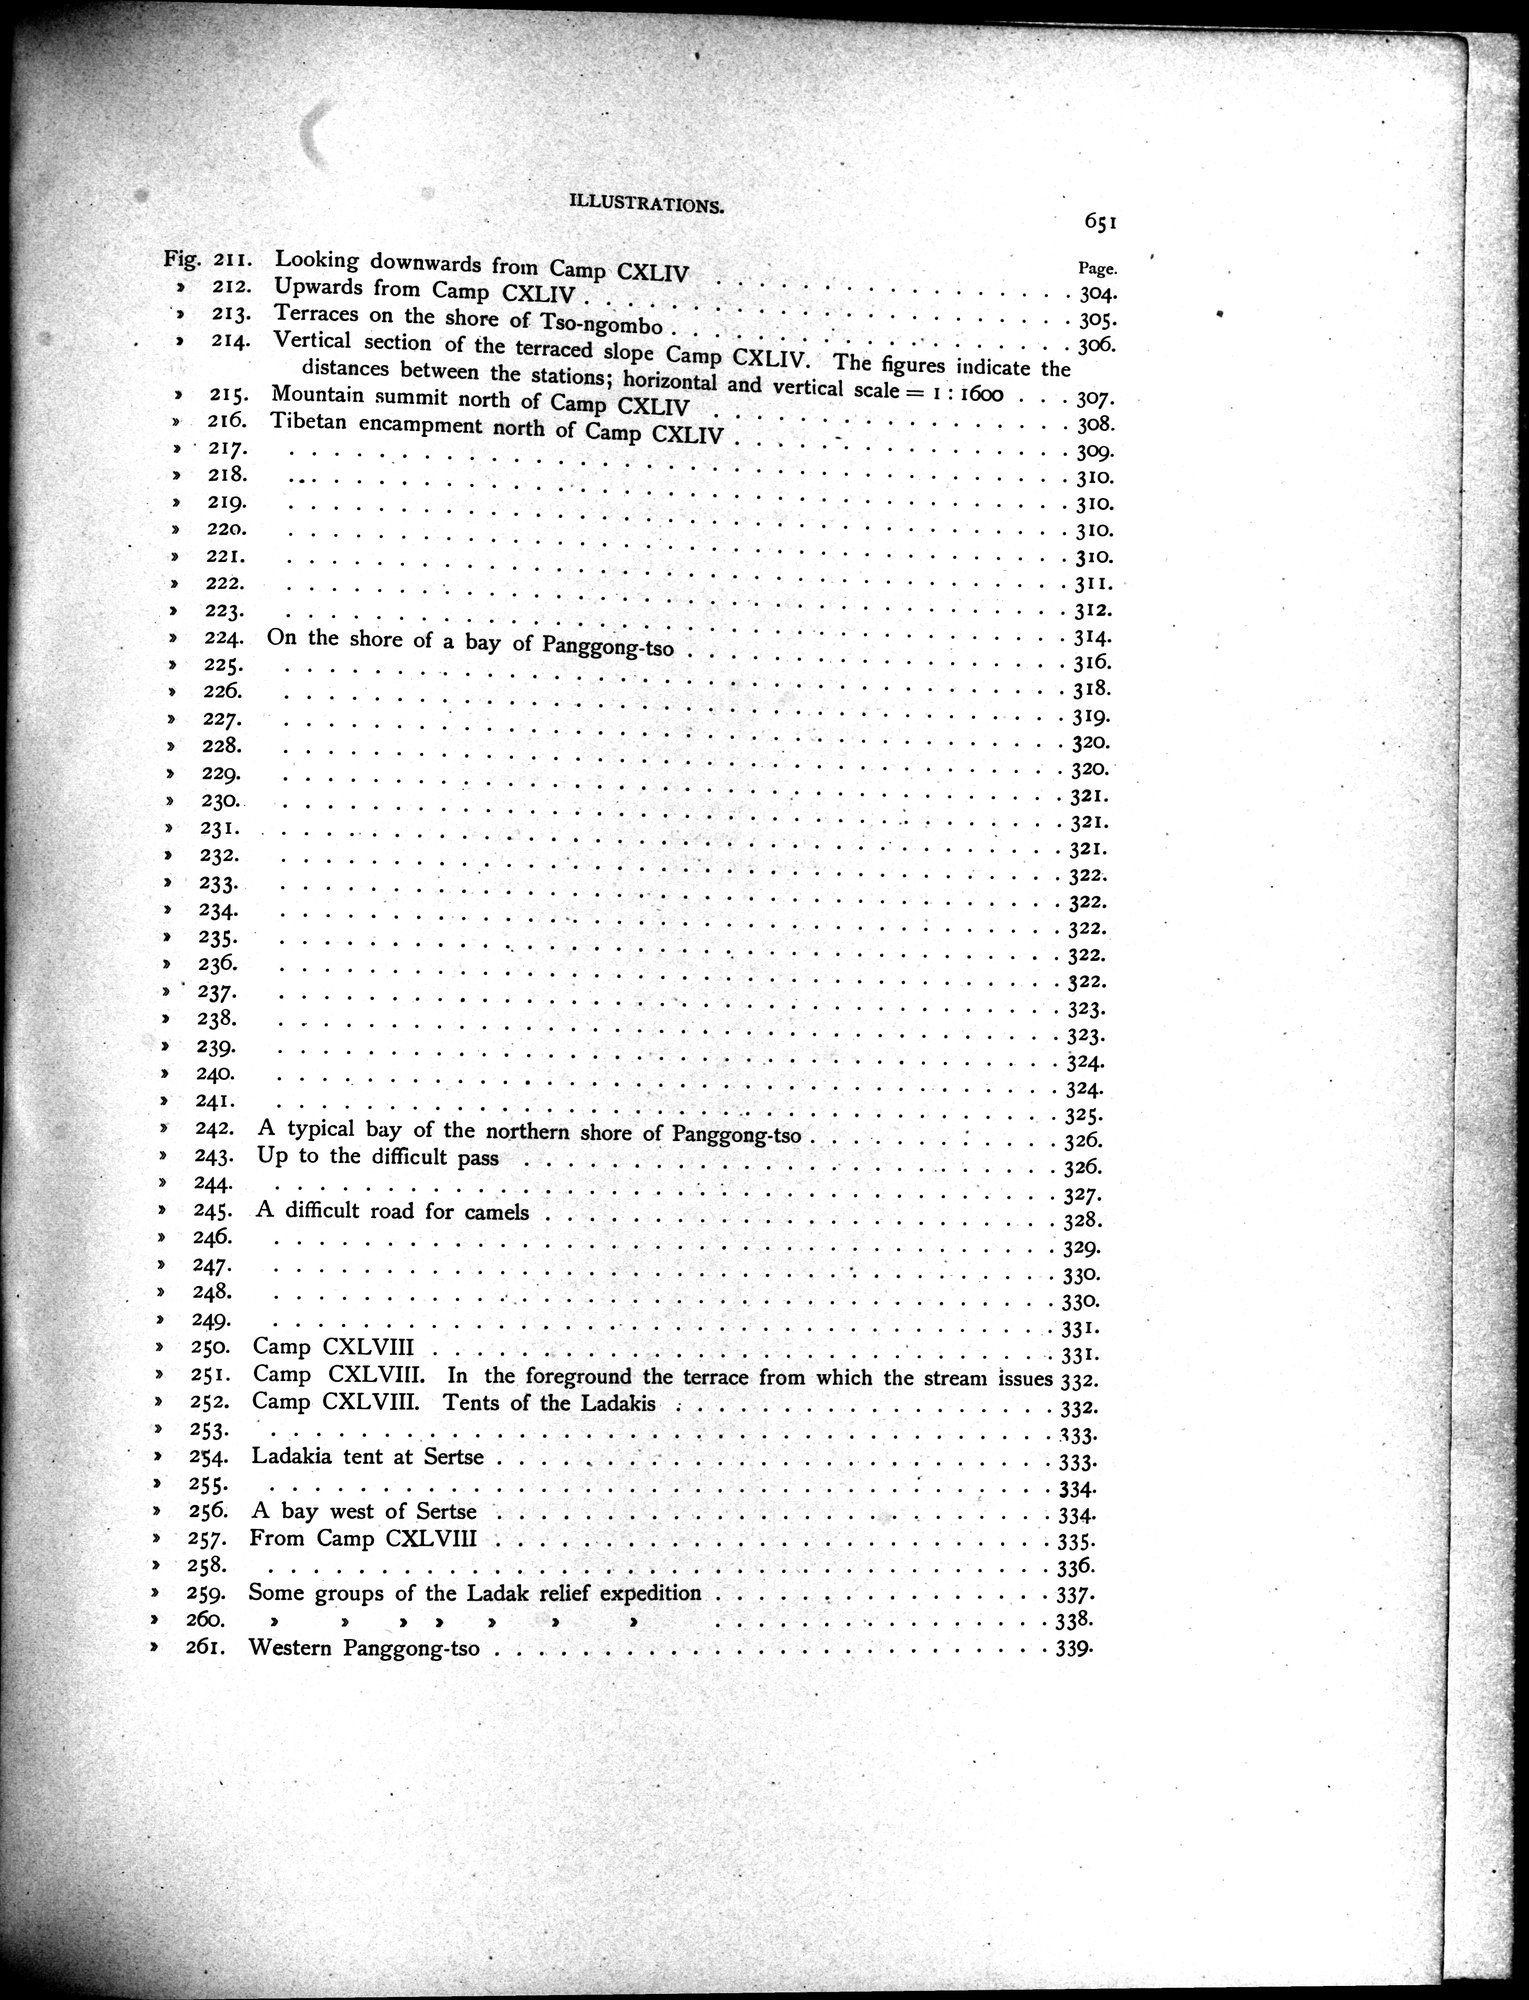 ILLUSTRATIONS.
651
Page.
Fig. 211. Looking downwards from Camp CXLIV . . . . . . . . . . 304.
» 212. Upwards from Camp CXLIV . . . . . . . . . . 305.
» 213. Terraces on the shore of Tso-ngombo . . . . . . . . . . 306.
» 214. Vertical section of the terraced slope Camp CXLIV. The figures indicate the
distances between the stations; horizontal and vertical scale = 1 : 1600 . . . 307.
» 215. Mountain summit north of Camp CXLIV . . . . . . . . . . 308.
» 216. Tibetan encampment north of Camp CXLIV . . . . . . . . . . 309.
» 217. . . . . . . . . . . 310.
» 218. . . . . . . . . . . 310.
» 219. . . . . . . . . . . 310.
» 220. . . . . . . . . . . 310.
» 221. . . . . . . . . . . 311.
» 222. . . . . . . . . . . 312.
» 223. . . . . . . . . . . 314.
» 224. On the shore of a bay of Panggong-tso . . . . . . . . . . 316.
» 225. . . . . . . . . . . 318.
» 226. . . . . . . . . . . 319.
» 227. . . . . . . . . . . 320.
» 228. . . . . . . . . . . 320.
» 229. . . . . . . . . . . 321.
» 230. . . . . . . . . . . 321.
» 231. . . . . . . . . . . 321.
» 232. . . . . . . . . . . 322.
» 233. . . . . . . . . . . 322.
» 234. . . . . . . . . . . 322.
» 235. . . . . . . . . . . 322.
» 236. . . . . . . . . . . 322.
» 237. . . . . . . . . . . 323.
» 238. . . . . . . . . . . 323.
» 239. . . . . . . . . . . 324.
» 240. . . . . . . . . . . 324.
» 241. . . . . . . . . . . 325.
» 242. A typical bay of the northern shore of Panggong-tso . . . . . . . . . . 326.
» 243. Up to the difficult pass . . . . . . . . . . 326.
» 244. . . . . . . . . . . 327.
» 245. A difficult road for camels . . . . . . . . . . 328.
» 246. . . . . . . . . . . 329.
» 247. . . . . . . . . . . 330.
» 248. . . . . . . . . . . 330.
» 249. . . . . . . . . . . 331.
» 250. Camp CXLVIII . . . . . . . . . . 331.
» 251. Camp CXLVIII. In the foreground the terrace from which the stream issues 332.
» 252. Camp CXLVIII. Tents of the Ladakis . . . . . . . . . . 332.
» 253. . . . . . . . . . . 333.
» 254. Ladakia tent at Sertse . . . . . . . . . . 333.
» 255. . . . . . . . . . . 334.
» 256. A bay west of Sertse . . . . . . . . . . 334.
» 257. From Camp CXLVIII . . . . . . . . . . 335.
» 258. . . . . . . . . . . 336.
» 259. Some groups of the Ladak relief expedition . . . . . . . . . . 337.
» 260. » » » » » » » . . . . . . . . . . 338.
» 261. Western Panggong-tso . . . . . . . . . . 339.